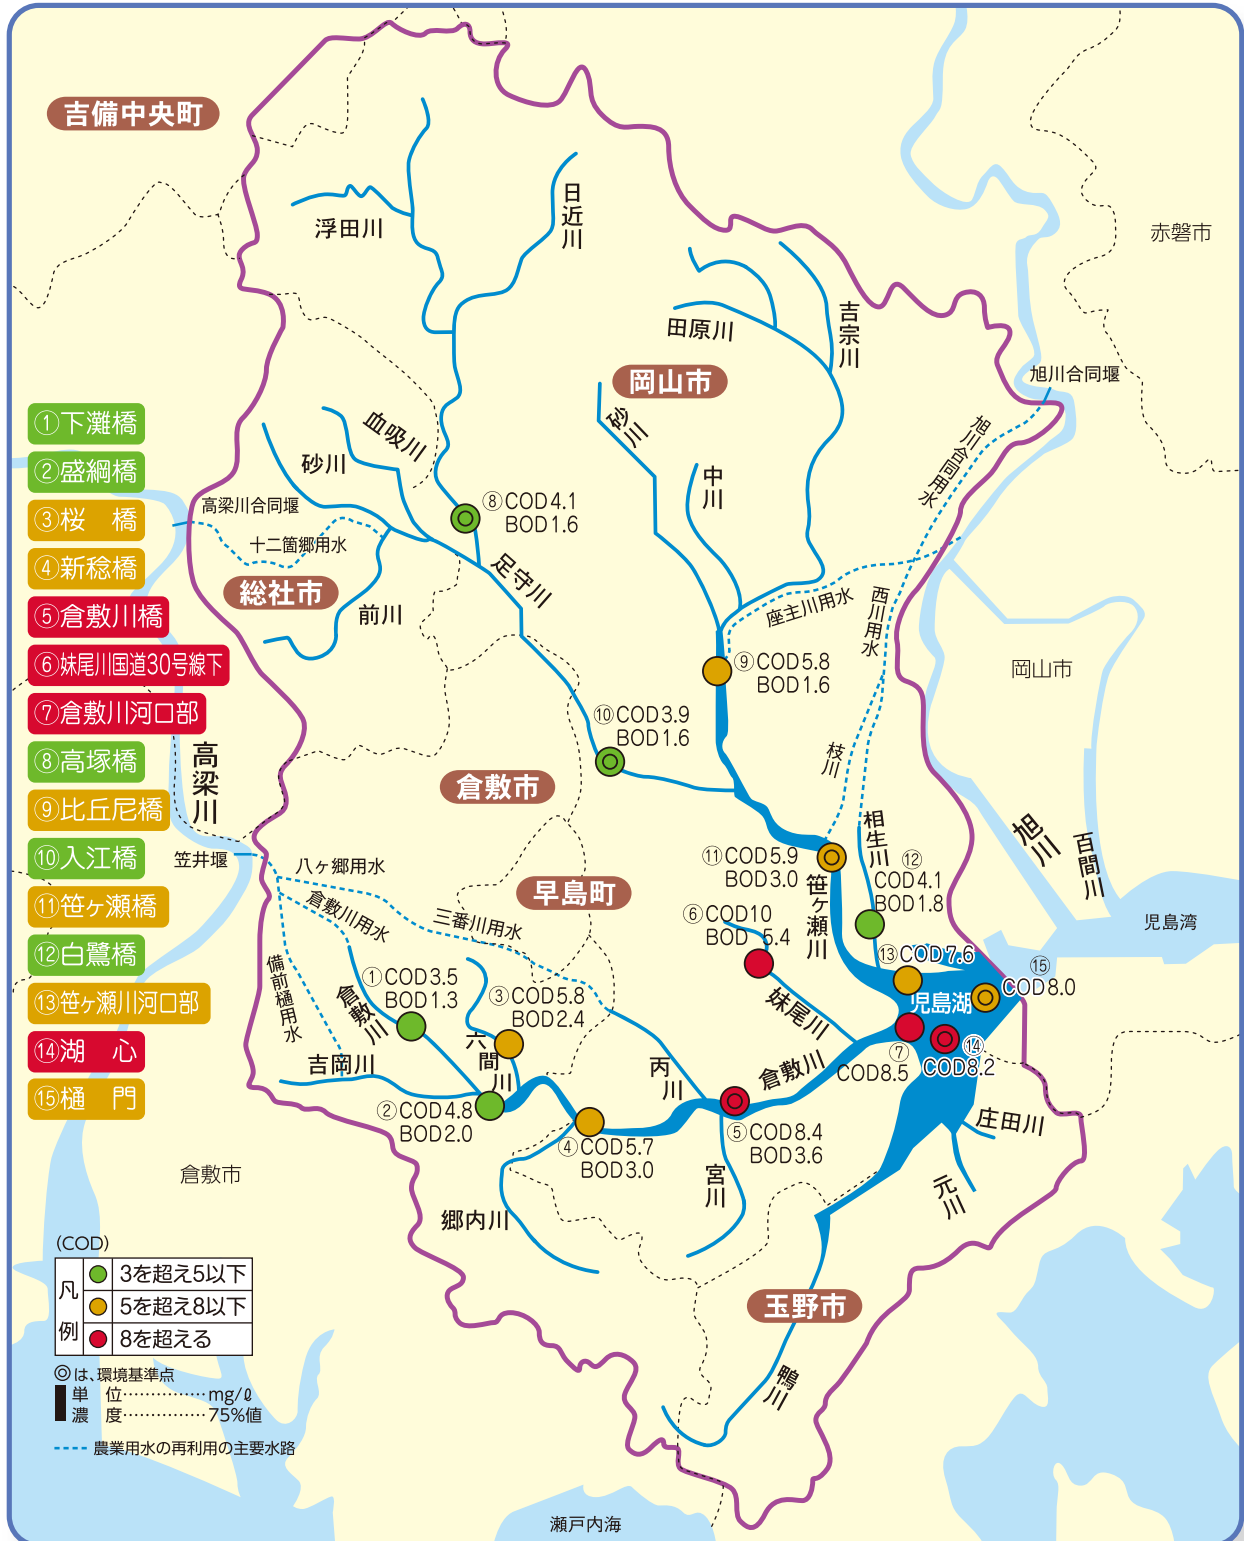 吉備中央町
浮田川
日近川
赤磐市
田原川
吉宗川
岡山市
旭川合同堰
旭川合同用水
①下灘橋
②盛綱橋
③桜　橋
④新稔橋
⑤倉敷川橋
⑥妹尾川国道30号線下
⑦倉敷川河口部
⑧高塚橋
⑨比丘尼橋
⑩入江橋
⑪笹ヶ瀬橋
⑫白鷺橋
⑬笹ヶ瀬川河口部
⑭湖　心
⑮樋　門
血吸川
砂川
砂川
中川
高梁川合同堰
十二箇郷用水
⑧COD4.1
BOD1.6
足守川
総社市
前川
座主川用水
西川用水
岡山市
⑨COD5.8
BOD1.6
⑩COD3.9
BOD1.6
枝川
高梁川
倉敷市
相生川
旭川
百間川
笠井堰
八ヶ郷用水
倉敷川用水
三番川用水
備前樋用水
早島町
⑪COD5.9
BOD3.0
笹ヶ瀬川
⑫
COD4.1
BOD1.8
児島湾
⑥COD10
BOD 5.4
⑬COD7.6
⑮
COD8.0
児島湖
①COD3.5
BOD1.3
倉敷川
③COD5.8
BOD2.4
六間川
妹尾川
吉岡川
丙川
倉敷川
⑦
COD8.5
⑭
COD8.2
②COD4.8
BOD2.0
④COD5.7
BOD3.0
⑤COD8.4
BOD3.6
庄田川
倉敷市
郷内川
宮川
元川
玉野市
鴨川
(COD)
凡例
3を超え5以下
5を超え8以下
8を超える
◎は、環境基準点
単　位……………mg/ℓ
濃　度……………75%値
農業用水の再利用の主要水路
瀬戸内海